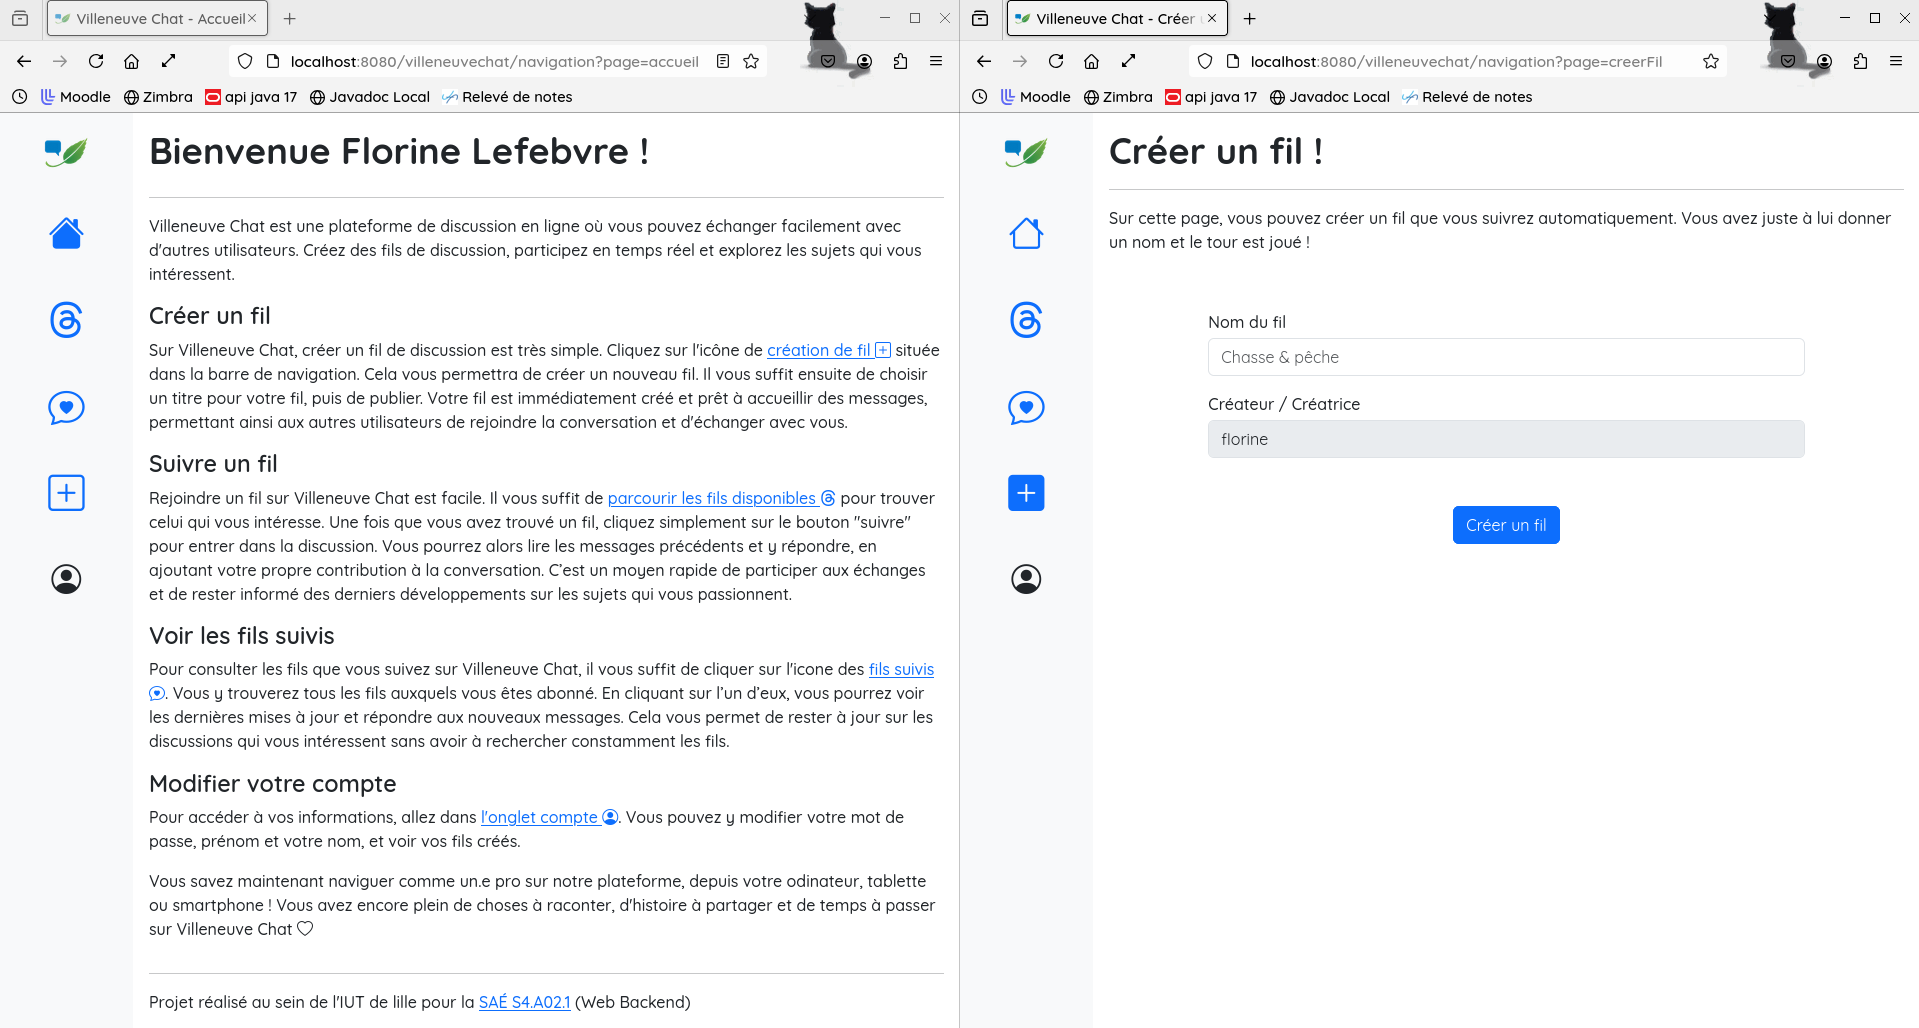 Villeneuve Chat - Accueil
localhost:8080/villeneuvechat/navigation?page=accueil
Moodle Zimbra api java 17 Javadoc Local Relevé de notes
Bienvenue Florine Lefebvre !
Villeneuve Chat est une plateforme de discussion en ligne où vous pouvez échanger facilement avec
d'autres utilisateurs. Créez des fils de discussion, participez en temps réel et explorez les sujets qui vous
intéressent.
Créer un fil
Sur Villeneuve Chat, créer un fil de discussion est très simple. Cliquez sur l'icône de création de fil située
dans la barre de navigation. Cela vous permettra de créer un nouveau fil. Il vous suffit ensuite de choisir
un titre pour votre fil, puis de publier. Votre fil est immédiatement créé et prêt à accueillir des messages,
permettant ainsi aux autres utilisateurs de rejoindre la conversation et d'échanger avec vous.
Suivre un fil
Rejoindre un fil sur Villeneuve Chat est facile. Il vous suffit de parcourir les fils disponibles pour trouver
celui qui vous intéresse. Une fois que vous avez trouvé un fil, cliquez simplement sur le bouton "suivre"
pour entrer dans la discussion. Vous pourrez alors lire les messages précédents et y répondre, en
ajoutant votre propre contribution à la conversation. C’est un moyen rapide de participer aux échanges
et de rester informé des derniers développements sur les sujets qui vous passionnent.
Voir les fils suivis
Pour consulter les fils que vous suivez sur Villeneuve Chat, il vous suffit de cliquer sur l'icone des fils suivis
. Vous y trouverez tous les fils auxquels vous êtes abonné. En cliquant sur l’un d’eux, vous pourrez voir
les dernières mises à jour et répondre aux nouveaux messages. Cela vous permet de rester à jour sur les
discussions qui vous intéressent sans avoir à rechercher constamment les fils.
Modifier votre compte
Pour accéder à vos informations, allez dans l'onglet compte . Vous pouvez y modifier votre mot de
passe, prénom et votre nom, et voir vos fils créés.
Vous savez maintenant naviguer comme un.e pro sur notre plateforme, depuis votre odinateur, tablette
ou smartphone ! Vous avez encore plein de choses à raconter, d'histoire à partager et de temps à passer
sur Villeneuve Chat
Projet réalisé au sein de l'IUT de lille pour la SAÉ S4.A02.1 (Web Backend)
Villeneuve Chat - Créer
localhost:8080/villeneuvechat/navigation?page=creerFil
Moodle Zimbra api java 17 Javadoc Local Relevé de notes
Créer un fil !
Sur cette page, vous pouvez créer un fil que vous suivrez automatiquement. Vous avez juste à lui donner
un nom et le tour est joué !
Nom du fil
Chasse & pêche
Créateur / Créatrice
florine
Créer un fil